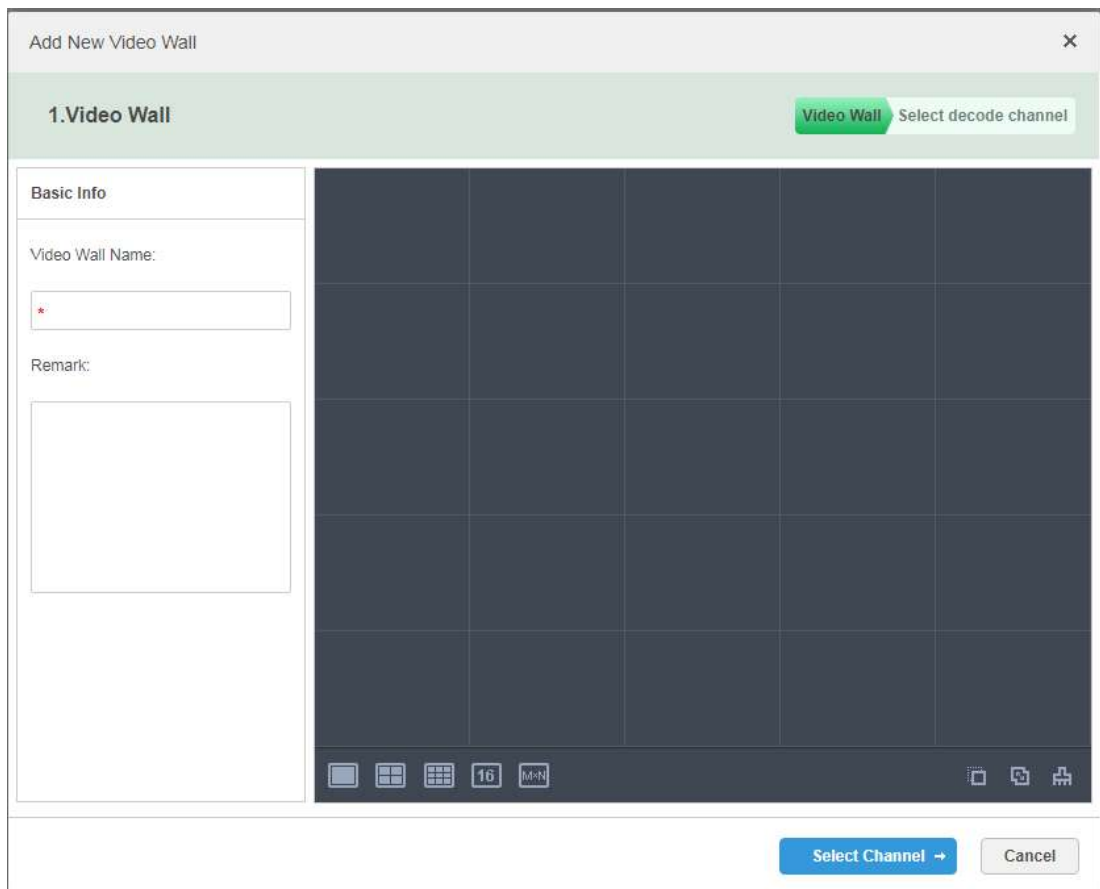 Add New Video Wall
×
1.Video Wall
Video Wall Select decode channel
Basic Info
Video Wall Name:
*
Remark:
16 M×N
Select Channel →
Cancel